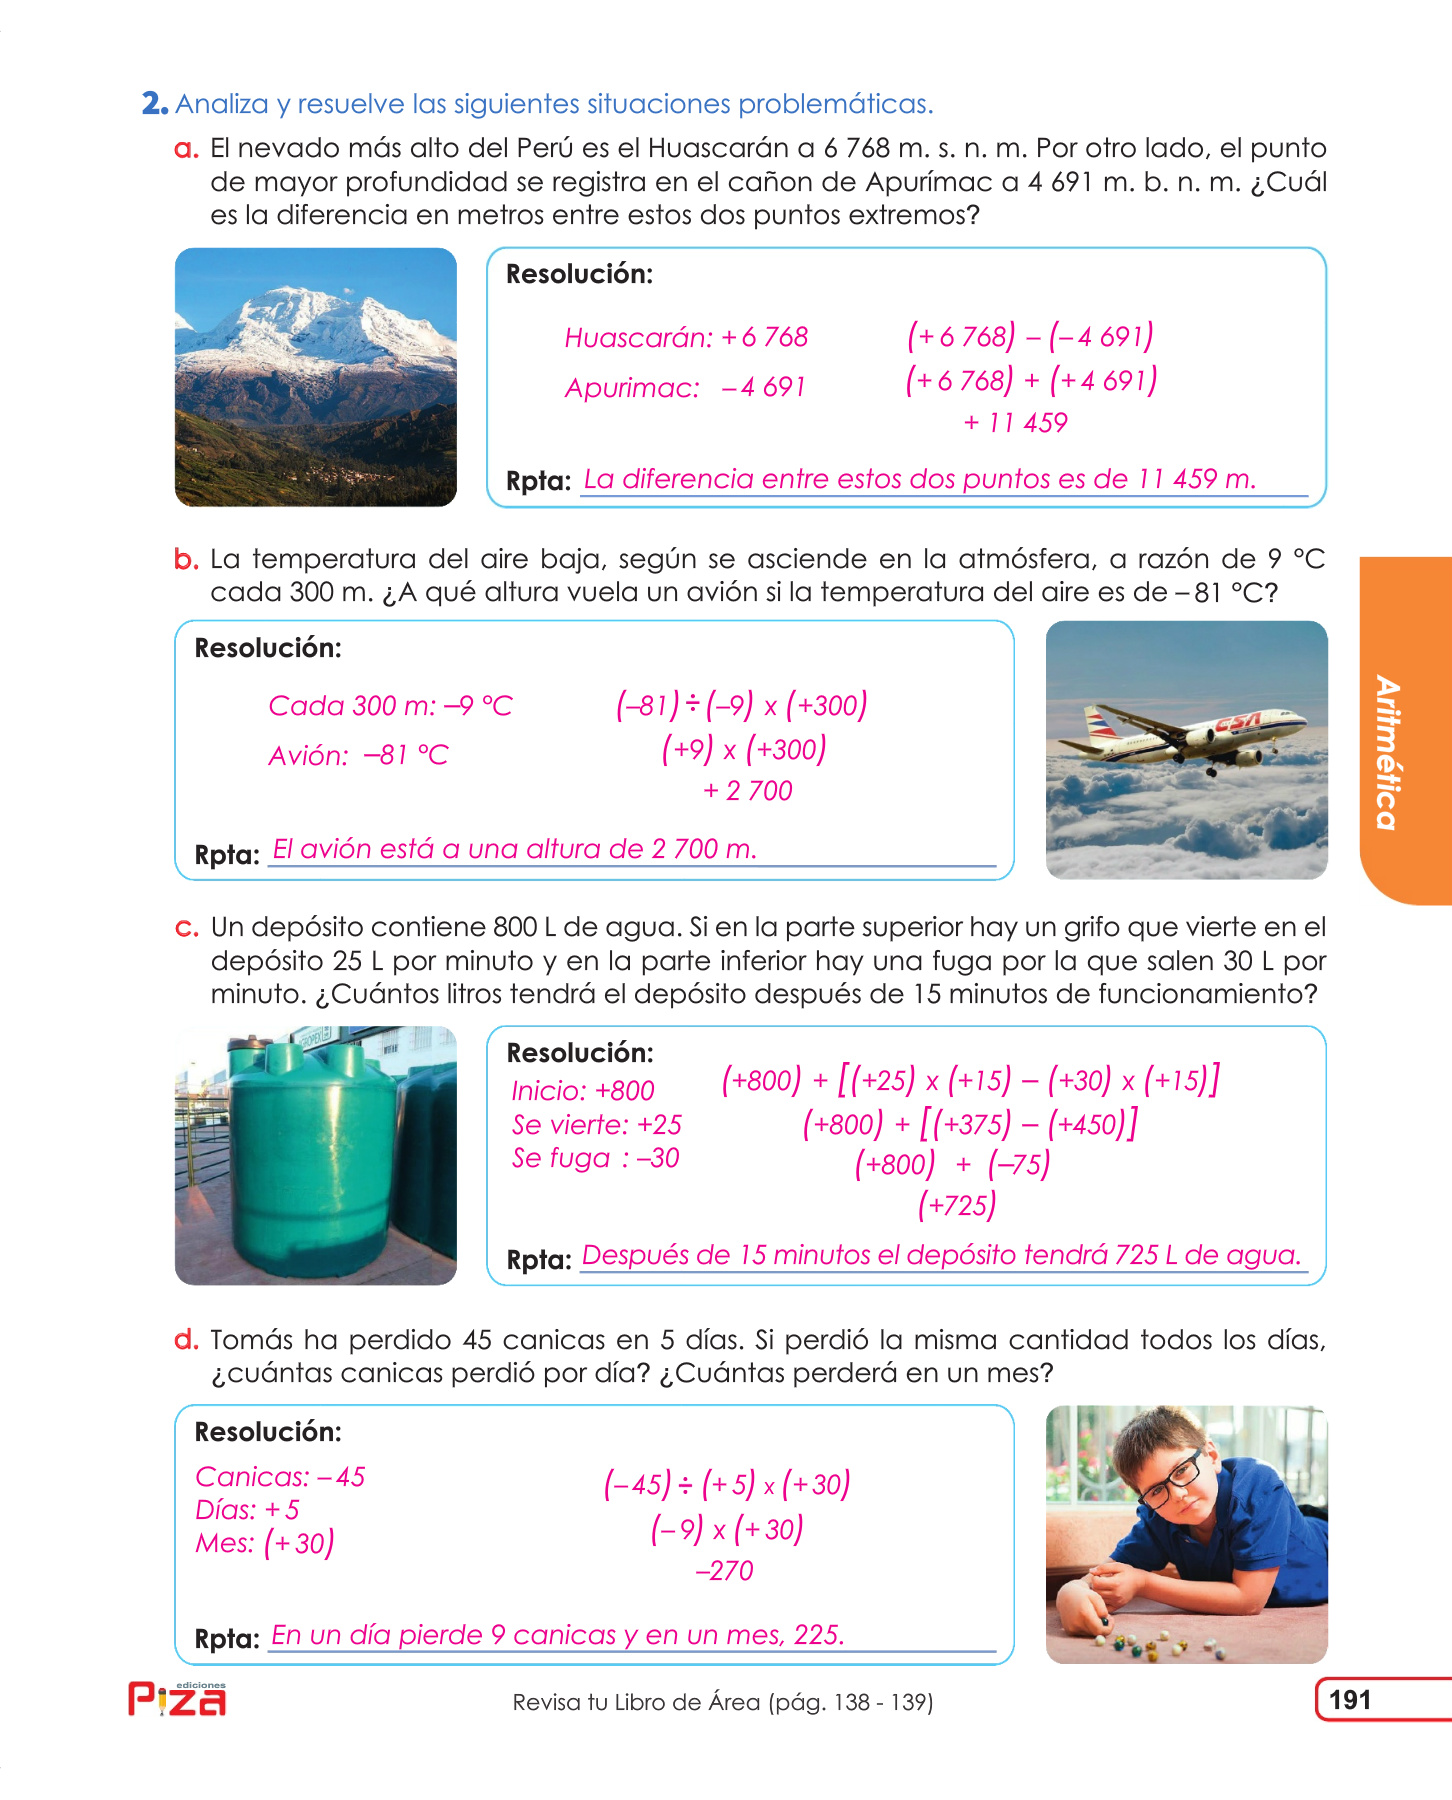 2. Analiza y resuelve las siguientes situaciones problemáticas.
a. El nevado más alto del Perú es el Huascarán a 6 768 m. s. n. m. Por otro lado, el punto
de mayor profundidad se registra en el cañon de Apurímac a 4 691 m. b. n. m. ¿Cuál
es la diferencia en metros entre estos dos puntos extremos?
Resolución:
Huascarán: +6 768
(+6 768) – (–4 691)
Apurimac: –4 691
(+6 768) + (+4 691)
+ 11 459
Rpta: La diferencia entre estos dos puntos es de 11 459 m.
b. La temperatura del aire baja, según se asciende en la atmósfera, a razón de 9 °C
cada 300 m. ¿A qué altura vuela un avión si la temperatura del aire es de –81 °C?
Resolución:
Cada 300 m: –9 °C
(–81) ÷ (–9) x (+300)
Avión: –81 °C
(+9) x (+300)
+ 2 700
Rpta: El avión está a una altura de 2 700 m.
CSA
Aritmética
c. Un depósito contiene 800 L de agua. Si en la parte superior hay un grifo que vierte en el
depósito 25 L por minuto y en la parte inferior hay una fuga por la que salen 30 L por
minuto. ¿Cuántos litros tendrá el depósito después de 15 minutos de funcionamiento?
Resolución:
Inicio: +800
Se vierte: +25
Se fuga : –30
(+800) + [(+25) x (+15) – (+30) x (+15)]
(+800) + [(+375) – (+450)]
(+800) + (–75)
(+725)
Rpta: Después de 15 minutos el depósito tendrá 725 L de agua.
d. Tomás ha perdido 45 canicas en 5 días. Si perdió la misma cantidad todos los días,
¿cuántas canicas perdió por día? ¿Cuántas perderá en un mes?
Resolución:
Canicas: –45
Días: +5
Mes: (+30)
(–45) ÷ (+5) x (+30)
(–9) x (+30)
–270
Rpta: En un día pierde 9 canicas y en un mes, 225.
ediciones
Piza
Revisa tu Libro de Área (pág. 138 - 139)
191